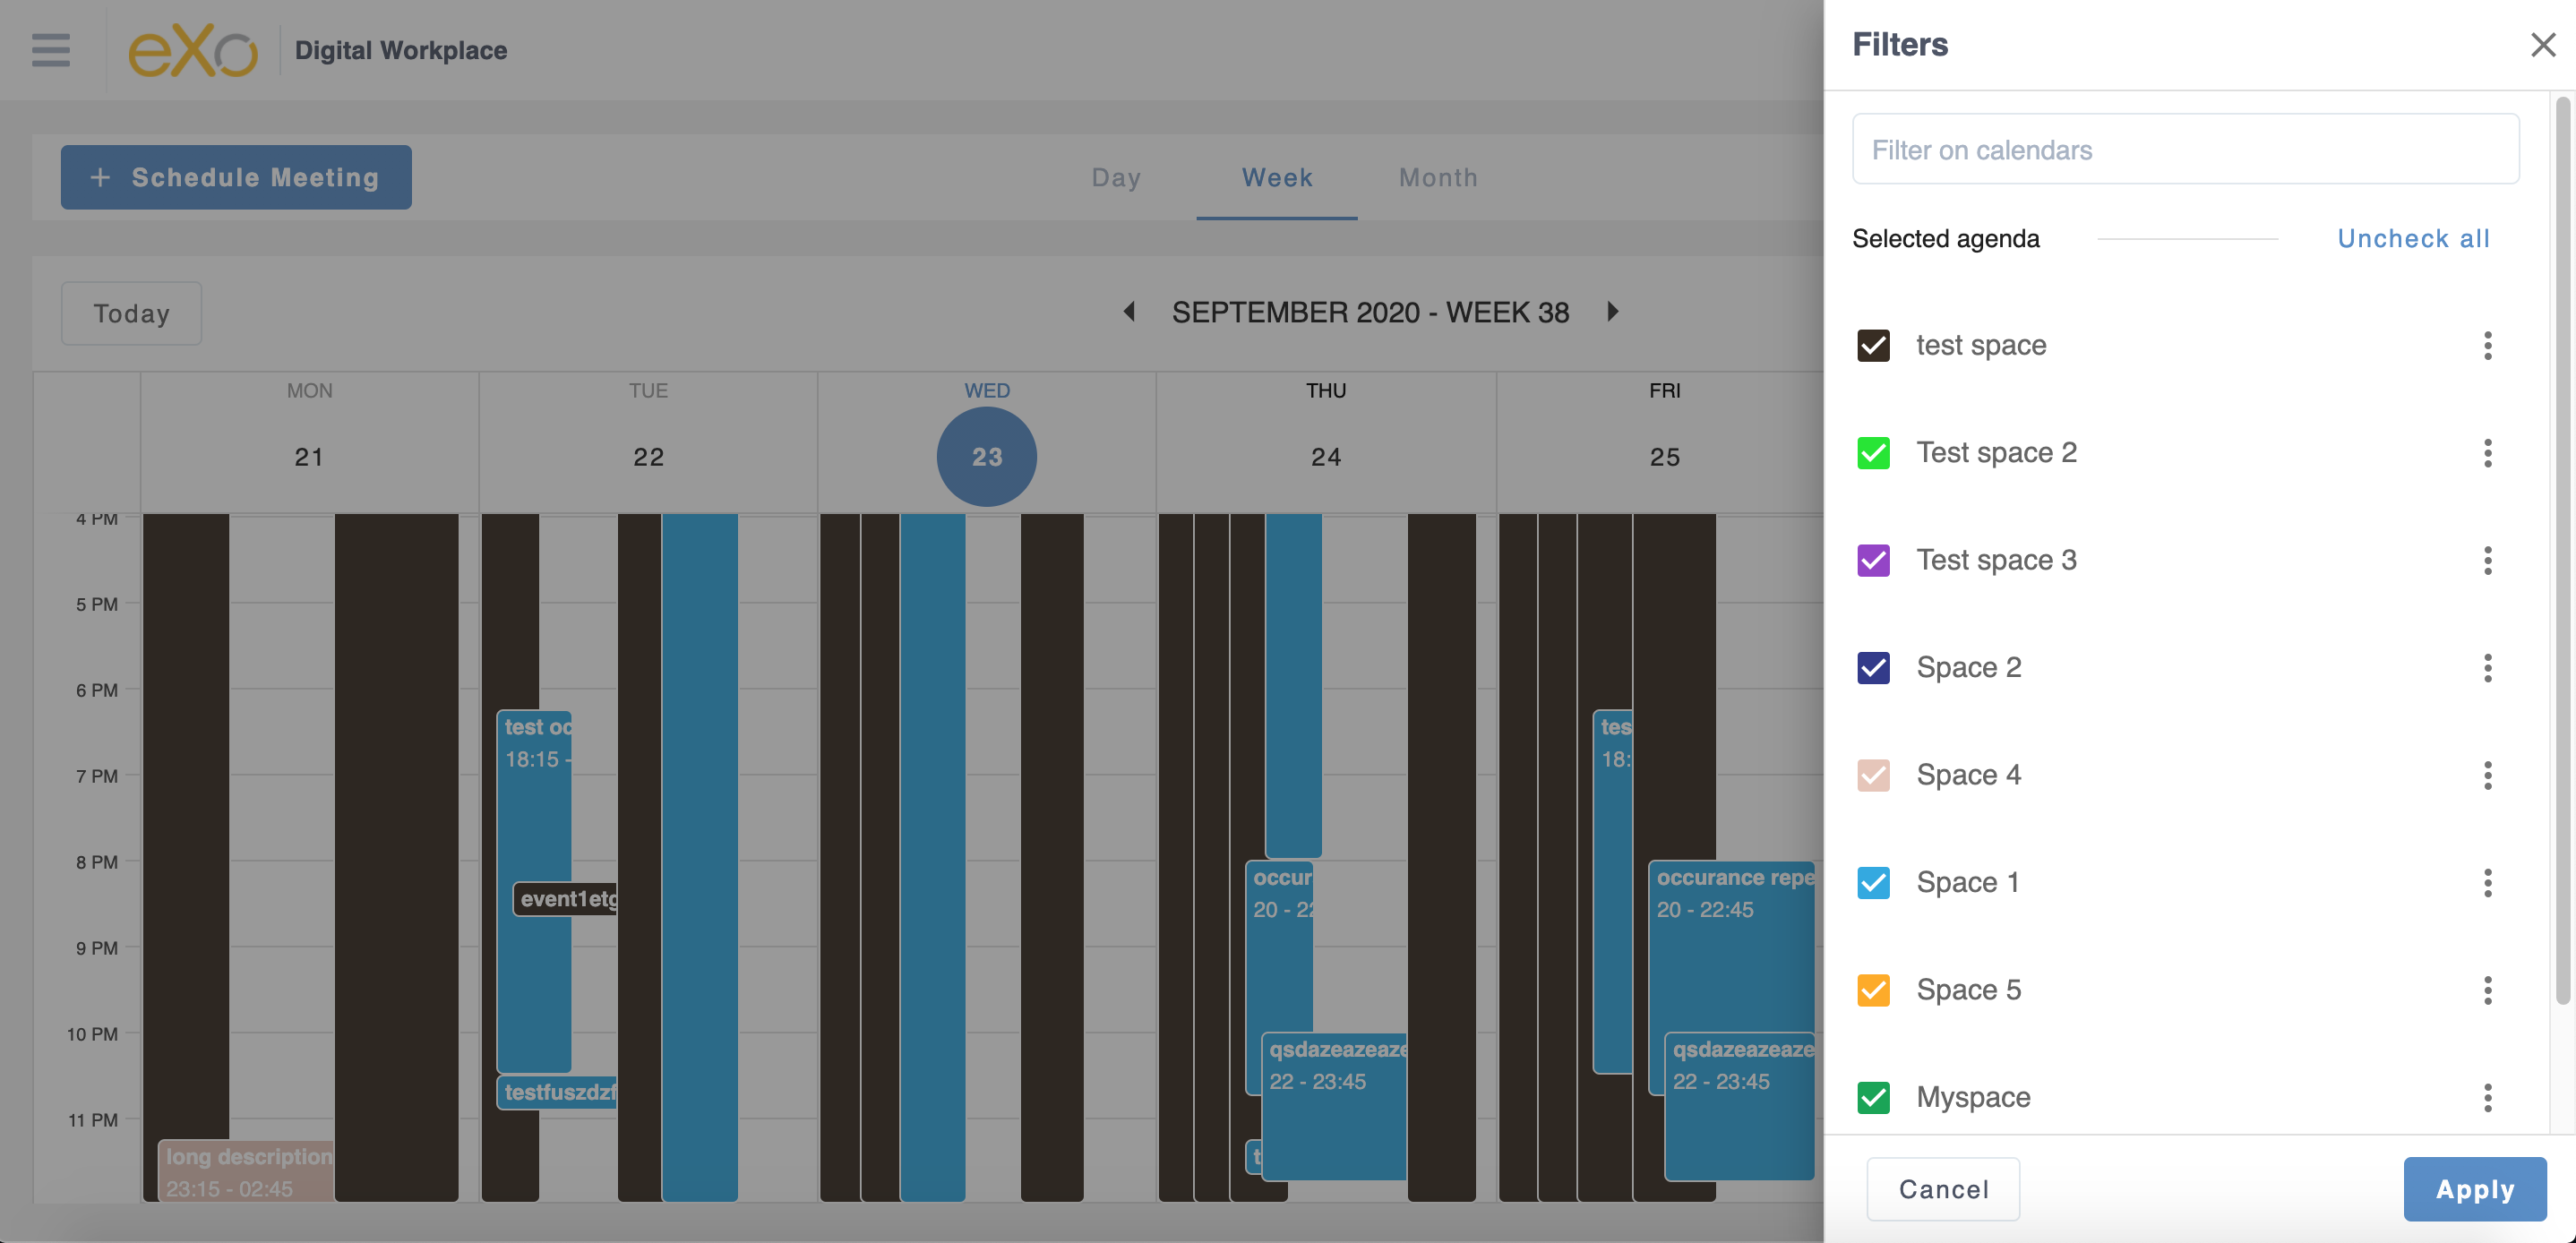 eXo
Digital Workplace
Schedule Meeting
Day
Week
Month
Today
SEPTEMBER 2020 - WEEK 38
MON
TUE
WED
THU
FRI
21
22
23
24
25
4 PM
5 PM
6 PM
7 PM
8 PM
9 PM
10 PM
11 PM
long description
23:15 - 02:45
test oc
18:15 -
event1etg
testfuszdzf
occur
20 - 22
qsdazeazeaze
22 - 23:45
t
tes
18:
occurance repe
20 - 22:45
qsdazeazeaze
22 - 23:45
Filters
Filter on calendars
Selected agenda
Uncheck all
test space
Test space 2
Test space 3
Space 2
Space 4
Space 1
Space 5
Myspace
Cancel
Apply